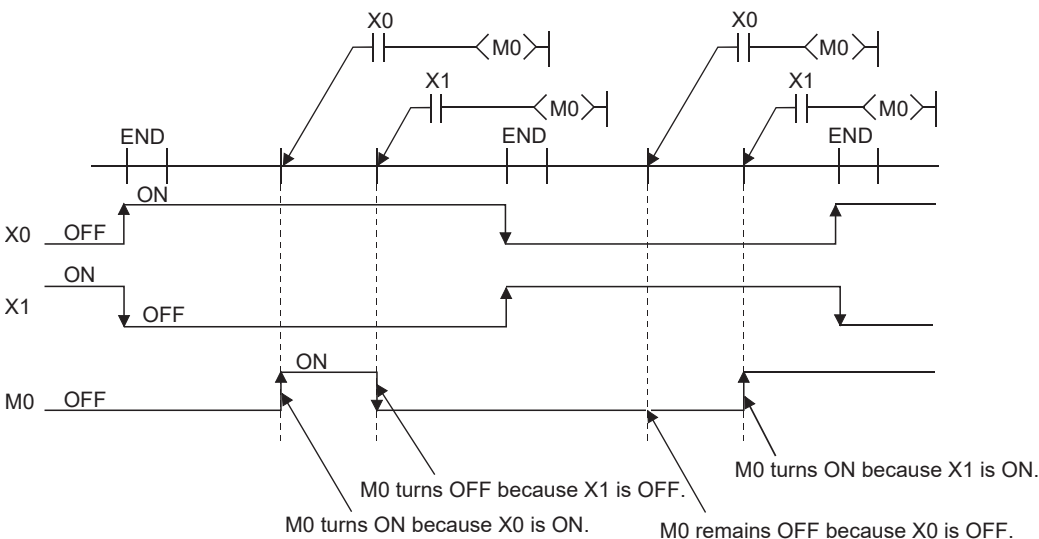 X0
X0
M0
M0
X1
X1
M0
M0
END
END
END
ON
X0
OFF
ON
X1
OFF
ON
M0
OFF
M0 turns ON because X1 is ON.
M0 turns OFF because X1 is OFF.
M0 turns ON because X0 is ON.
M0 remains OFF because X0 is OFF.